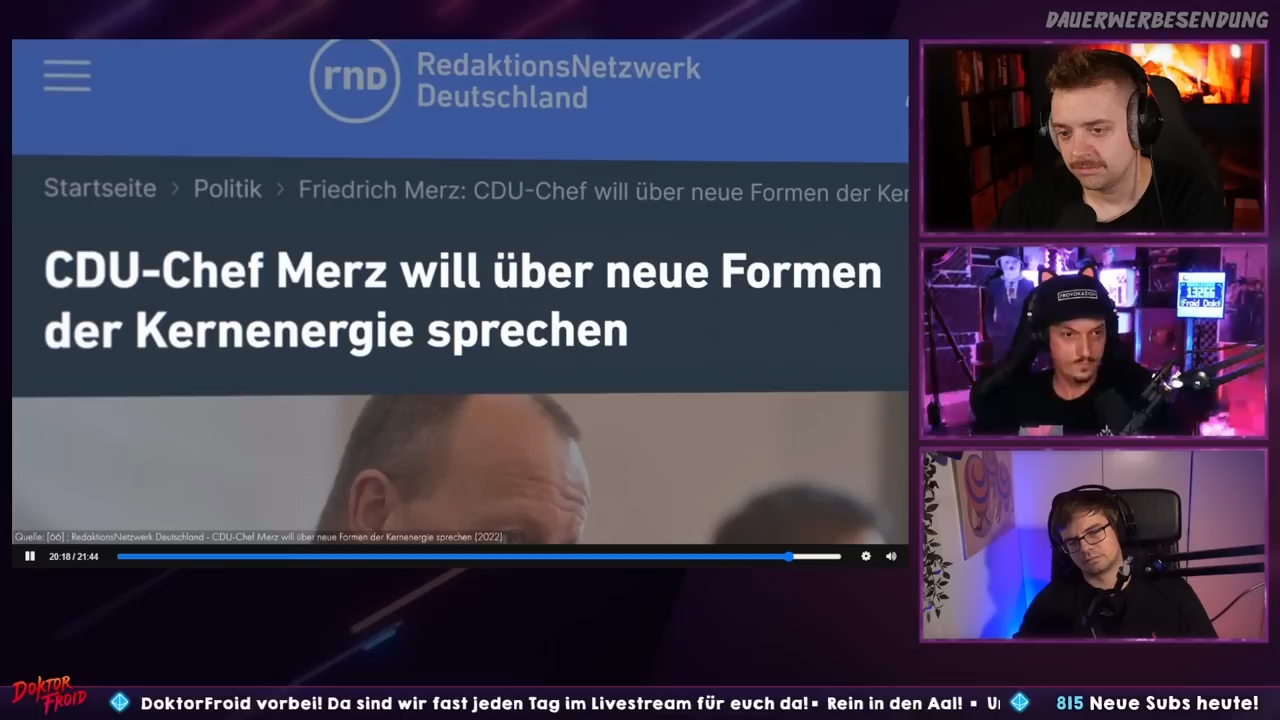 DAUERWERBESENDUNG
rnD RedaktionsNetzwerk
Deutschland
Startseite > Politik > Friedrich Merz: CDU-Chef will über neue Formen der Ker
CDU-Chef Merz will über neue Formen
der Kernenergie sprechen
Quelle: [66] : RedaktionsNetzwerk Deutschland - CDU-Chef Merz will über neue Formen der Kernenergie sprechen (2022)
20:18 / 21:44
PROVOKAZION
DOKTOR
FROID
DoktorFroid vorbei! Da sind wir fast jeden Tag im Livestream für euch da! ▪ Rein in den Aal! ▪ U
815 Neue Subs heute!